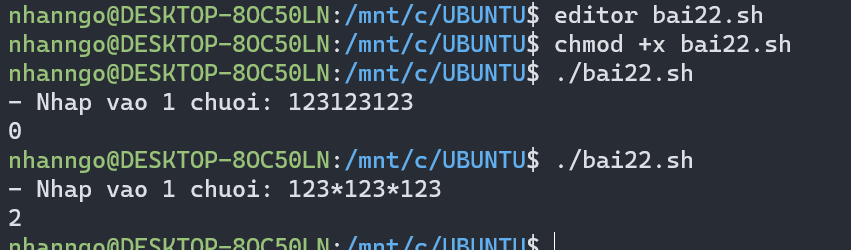 nhanngo@DESKTOP-8OC50LN:/mnt/c/UBUNTU$ editor bai22.sh
nhanngo@DESKTOP-8OC50LN:/mnt/c/UBUNTU$ chmod +x bai22.sh
nhanngo@DESKTOP-8OC50LN:/mnt/c/UBUNTU$ ./bai22.sh
- Nhap vao 1 chuoi: 123123123
0
nhanngo@DESKTOP-8OC50LN:/mnt/c/UBUNTU$ ./bai22.sh
- Nhap vao 1 chuoi: 123*123*123
2
nhanngo@DESKTOP-8OC50LN:/mnt/c/UBUNTU$